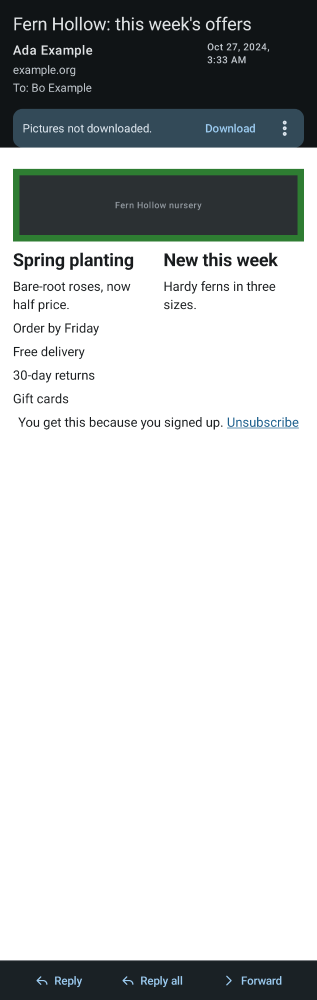 Fern Hollow: this week's offers
Ada Example
Oct 27, 2024,
3:33 AM
example.org
To: Bo Example
Pictures not downloaded.
Download
Fern Hollow nursery
Spring planting
Bare-root roses, now
half price.
New this week
Hardy ferns in three
sizes.
Order by Friday
Free delivery
30-day returns
Gift cards
You get this because you signed up. Unsubscribe
Reply
Reply all
Forward